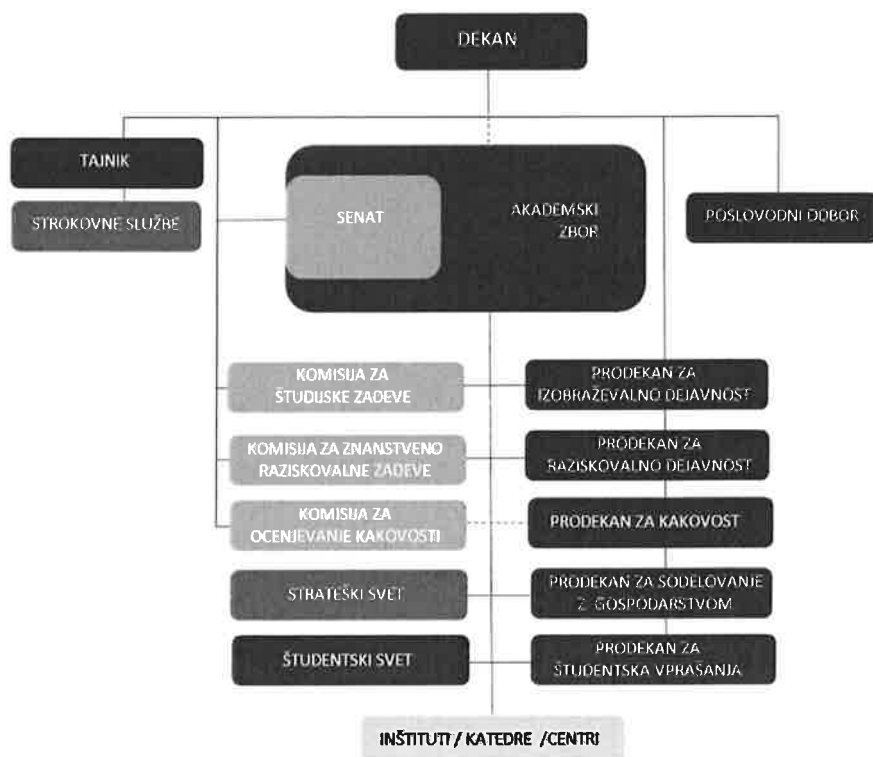 DEKAN
TAJNIK
STROKOVNE SLUŽBE
SENAT
AKADEMSKI
ZBOR
POSLOVODNI ODBOR
KOMISIJA ZA
ŠTUDIJSKE ZADEVE
PRODEKAN ZA
IZOBRAŽEVALNO DEJAVNOST
KOMISIJA ZA ZNANSTVENO
RAZISKOVALNE ZADEVE
PRODEKAN ZA
RAZISKOVALNO DEJAVNOST
KOMISIJA ZA
OCENJEVANJE KAKOVOSTI
PRODEKAN ZA KAKOVOST
STRATEŠKI SVET
PRODEKAN ZA SODELOVANJE
Z GOSPODARSTVOM
ŠTUDENTSKI SVET
PRODEKAN ZA
ŠTUDENTSKA VPRAŠANJA
INŠTITUTI / KATEDRE /CENTRI